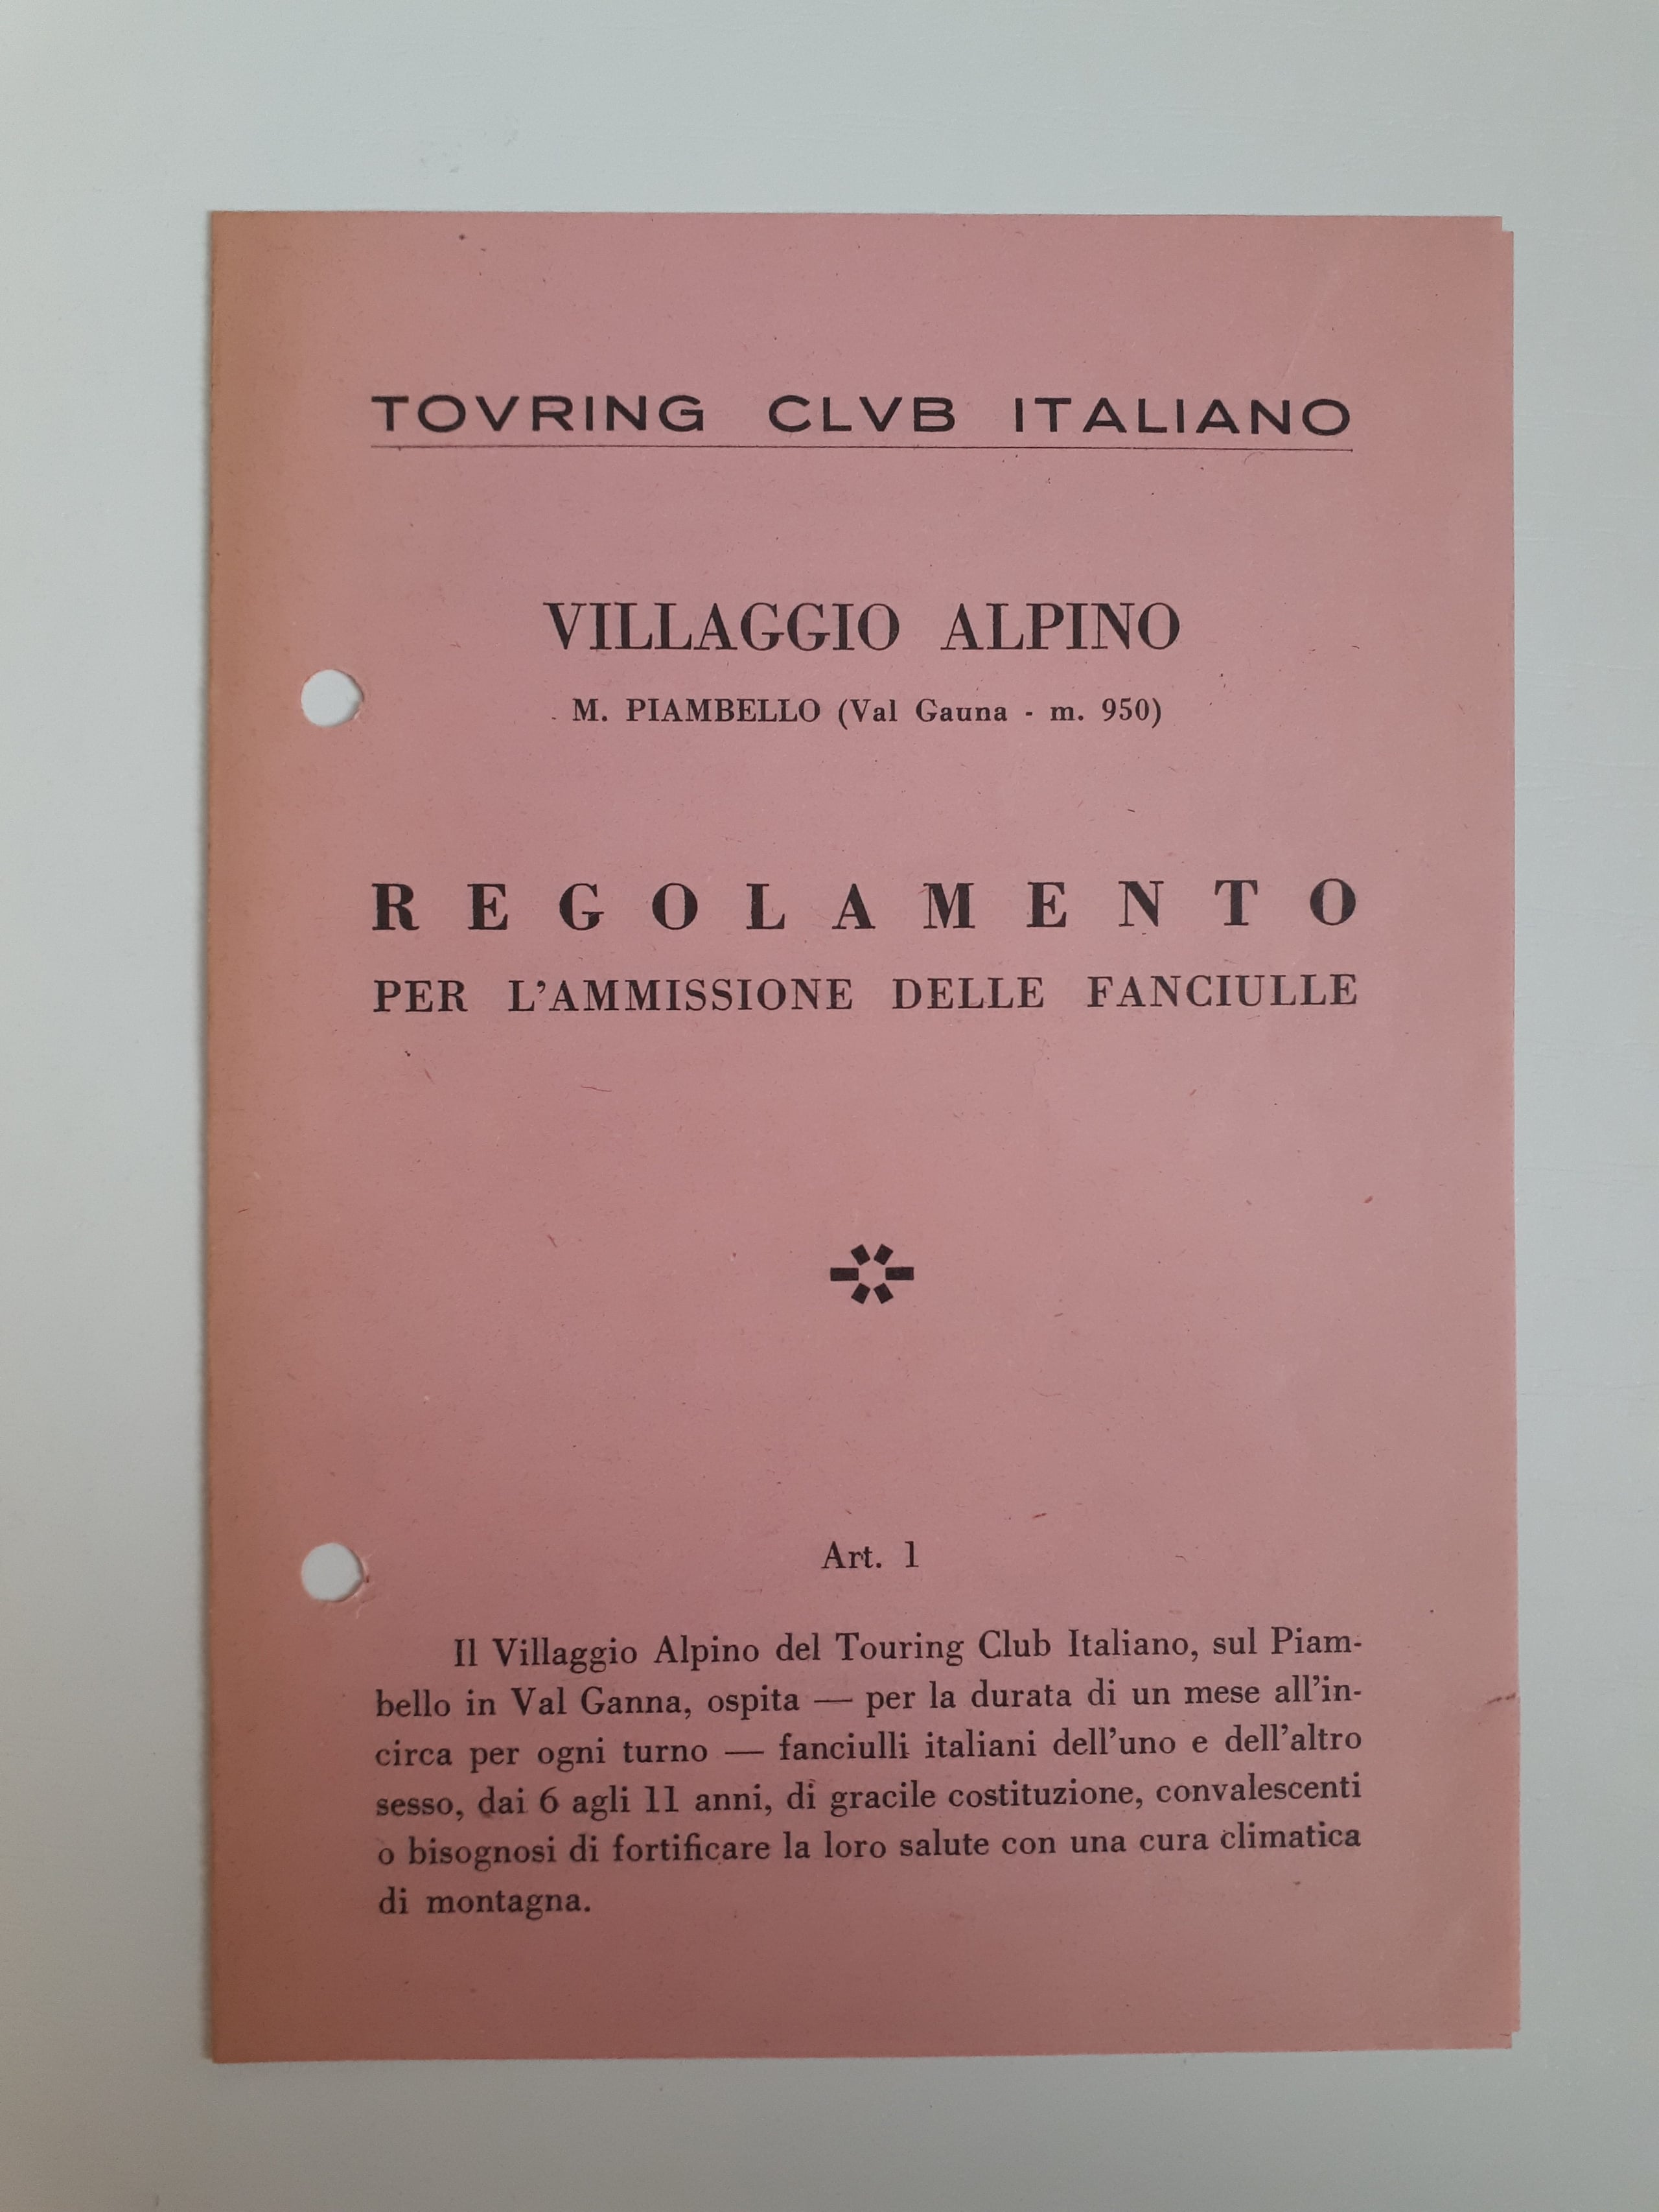 TOVRING CLVB ITALIANO
VILLAGGIO ALPINO
M. PIAMBELLO (Val Gauna - m. 950)
REGOLAMENTO
PER L'AMMISSIONE DELLE FANCIULLE
Art. 1
Il Villaggio Alpino del Touring Club Italiano, sul Piam-
bello in Val Ganna, ospita — per la durata di un mese all'in-
circa per ogni turno — fanciulli italiani dell'uno e dell'altro
sesso, dai 6 agli 11 anni, di gracile costituzione, convalescenti
o bisognosi di fortificare la loro salute con una cura climatica
di montagna.